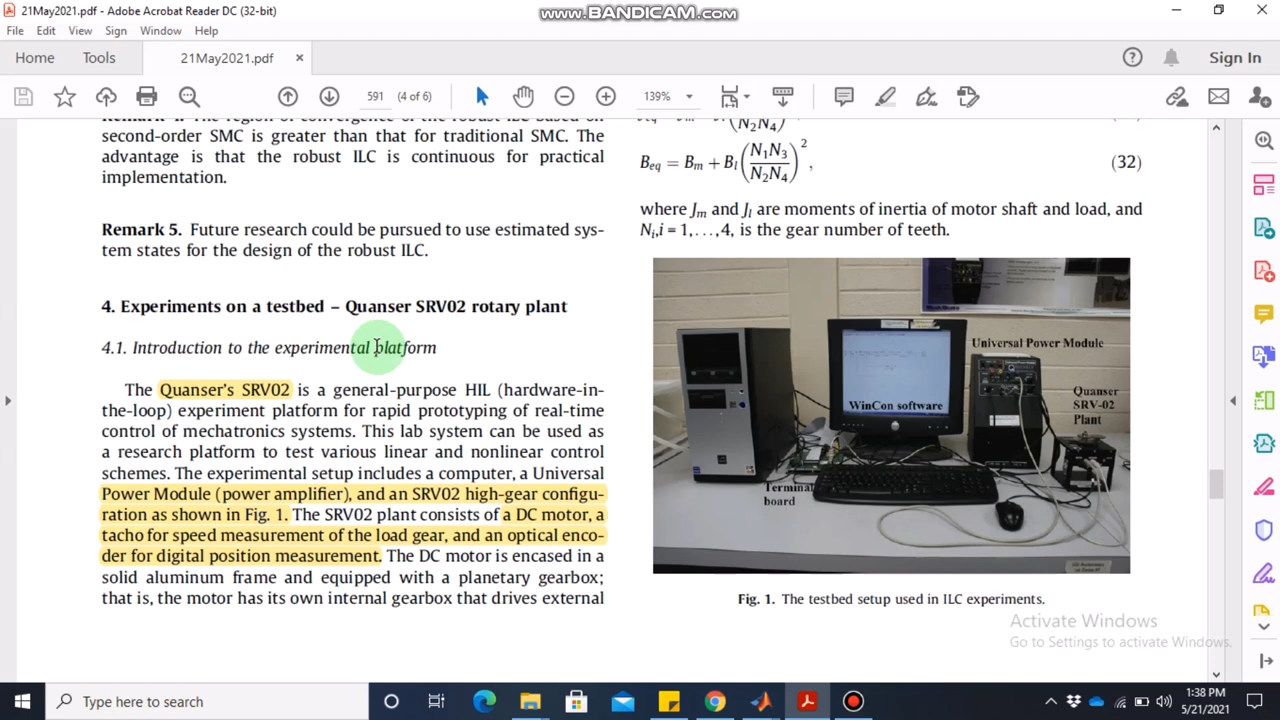 21May2021.pdf - Adobe Acrobat Reader DC (32-bit)
www.BANDICAM.com
File Edit View Sign Window Help
Home Tools 21May2021.pdf × Sign In
591 (4 of 6) 139%
second-order SMC is greater than that for traditional SMC. The
advantage is that the robust ILC is continuous for practical
implementation.
Remark 5. Future research could be pursued to use estimated sys-
tem states for the design of the robust ILC.
4. Experiments on a testbed – Quanser SRV02 rotary plant
4.1. Introduction to the experimental platform
The Quanser's SRV02 is a general-purpose HIL (hardware-in-
the-loop) experiment platform for rapid prototyping of real-time
control of mechatronics systems. This lab system can be used as
a research platform to test various linear and nonlinear control
schemes. The experimental setup includes a computer, a Universal
Power Module (power amplifier), and an SRV02 high-gear configu-
ration as shown in Fig. 1. The SRV02 plant consists of a DC motor, a
tacho for speed measurement of the load gear, and an optical enco-
der for digital position measurement. The DC motor is encased in a
solid aluminum frame and equipped with a planetary gearbox;
that is, the motor has its own internal gearbox that drives external
B_eq = B_m + B_l (N_1N_3 / N_2N_4)^2, (32)
where J_m and J_l are moments of inertia of motor shaft and load, and
N_i, i = 1, . . . , 4, is the gear number of teeth.
Universal Power Module
WinCon software
Quanser
SRV-02
Plant
Terminal
board
Fig. 1. The testbed setup used in ILC experiments.
Activate Windows
Go to Settings to activate Windows.
Type here to search
1:38 PM
5/21/2021